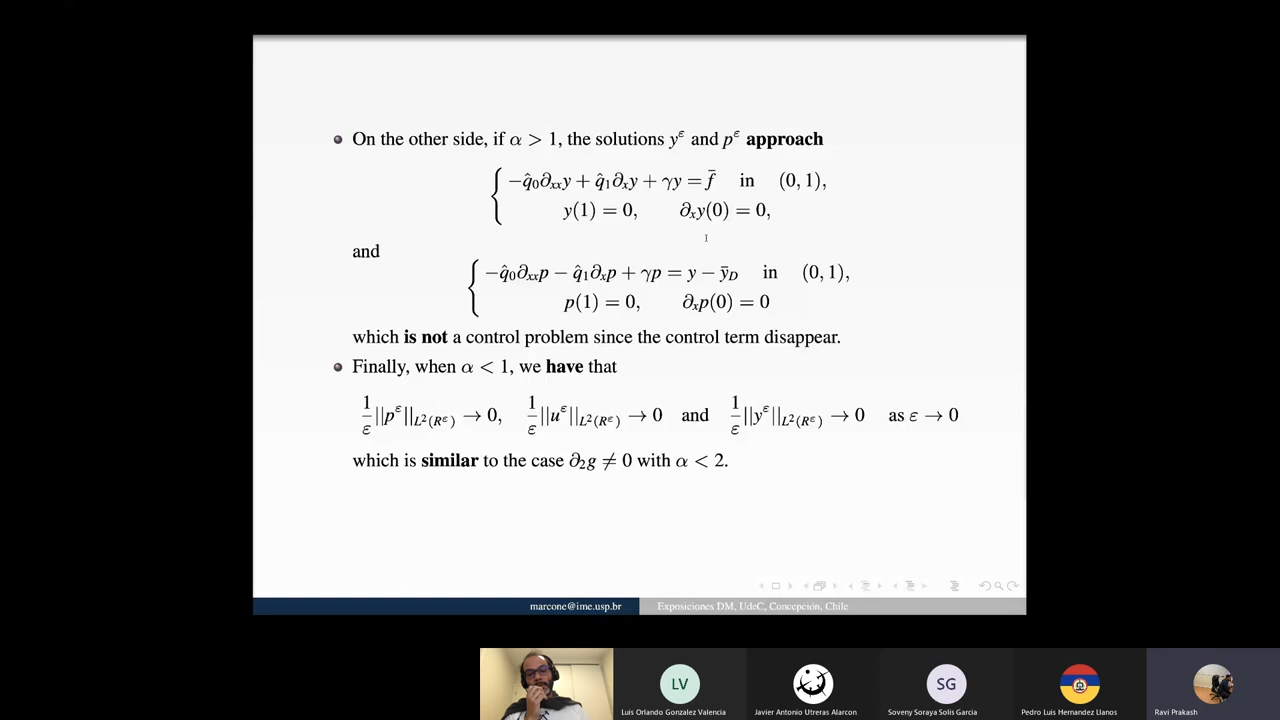 On the other side, if α > 1, the solutions y^ε and p^ε approach
−q̂₀∂ₓₓy + q̂₁∂ₓy + γy = f̄ in (0, 1),
y(1) = 0, ∂ₓy(0) = 0,
and
−q̂₀∂ₓₓp − q̂₁∂ₓp + γp = y − ȳ_D in (0, 1),
p(1) = 0, ∂ₓp(0) = 0
which is not a control problem since the control term disappear.
Finally, when α < 1, we have that
1/ε ||p^ε||_{L²(R^ε)} → 0, 1/ε ||u^ε||_{L²(R^ε)} → 0 and 1/ε ||y^ε||_{L²(R^ε)} → 0 as ε → 0
which is similar to the case ∂₂g ≠ 0 with α < 2.
marcone@ime.usp.br Exposiciones DM, UdeC, Concepción, Chile
LV SG
Luis Orlando Gonzalez Valencia Javier Antonio Utreras Alarcon Soveny Soraya Solis Garcia Pedro Luis Hernandez Llanos Ravi Prakash